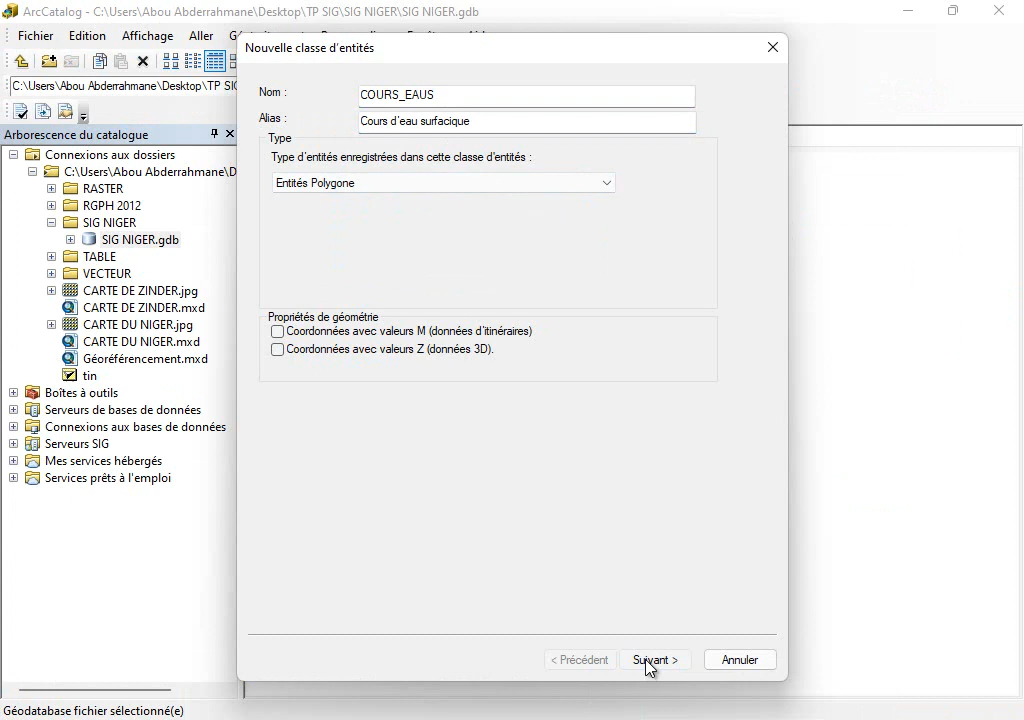 ArcCatalog - C:\Users\Abou Abderrahmane\Desktop\TP SIG\SIG NIGER\SIG NIGER.gdb
Fichier Edition Affichage Aller
C:\Users\Abou Abderrahmane\Desktop\TP SIG
Arborescence du catalogue
Connexions aux dossiers
C:\Users\Abou Abderrahmane\D
RASTER
RGPH 2012
SIG NIGER
SIG NIGER.gdb
TABLE
VECTEUR
CARTE DE ZINDER.jpg
CARTE DE ZINDER.mxd
CARTE DU NIGER.jpg
CARTE DU NIGER.mxd
Géoréférencement.mxd
tin
Boîtes à outils
Serveurs de bases de données
Connexions aux bases de données
Serveurs SIG
Mes services hébergés
Services prêts à l'emploi
Géodatabase fichier sélectionné(e)
Nouvelle classe d'entités
Nom : COURS_EAUS
Alias : Cours d'eau surfacique
Type
Type d'entités enregistrées dans cette classe d'entités :
Entités Polygone
Propriétés de géométrie
Coordonnées avec valeurs M (données d'itinéraires)
Coordonnées avec valeurs Z (données 3D).
< Précédent Suivant > Annuler